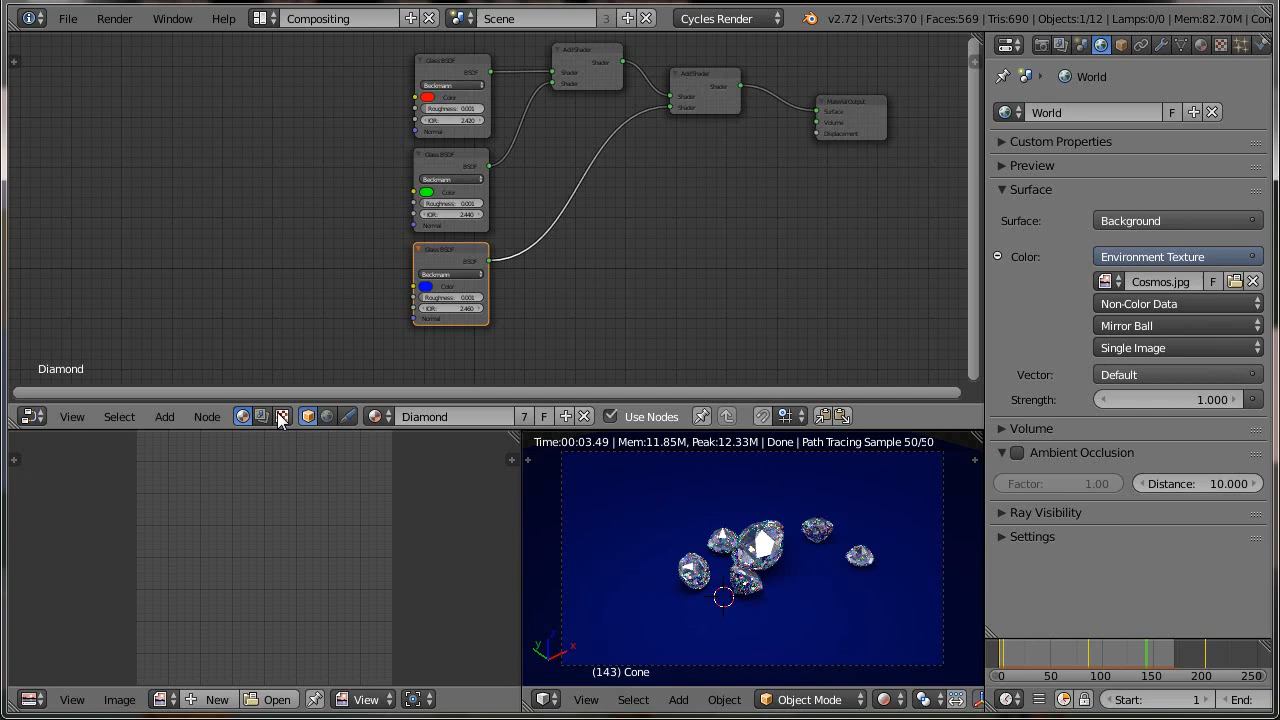 File Render Window Help Compositing Scene 3 Cycles Render v2.72 | Verts:370 | Faces:569 | Tris:690 | Objects:1/12 | Lamps:0/0 | Mem:82.70M | Con
Glass BSDF
BSDF
Beckmann
Color
Roughness: 0.001
IOR: 2.420
Normal
Add Shader
Shader
Shader
Shader
Add Shader
Shader
Shader
Shader
Material Output
Surface
Volume
Displacement
Glass BSDF
BSDF
Beckmann
Color
Roughness: 0.001
IOR: 2.440
Normal
Glass BSDF
BSDF
Beckmann
Color
Roughness: 0.001
IOR: 2.460
Normal
Diamond
View Select Add Node Diamond 7 F Use Nodes
World
World F
Custom Properties
Preview
Surface
Surface: Background
Color: Environment Texture
Cosmos.jpg F
Non-Color Data
Mirror Ball
Single Image
Vector: Default
Strength: 1.000
Volume
Ambient Occlusion
Factor: 1.00 Distance: 10.000
Ray Visibility
Settings
Time:00:03.49 | Mem:11.85M, Peak:12.33M | Done | Path Tracing Sample 50/50
y x
(143) Cone
0 50 100 150 200 250
View Image New Open View
View Select Add Object Object Mode
Start: 1 End: